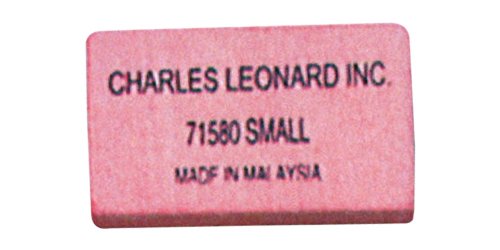 CHARLES LEONARD INC.
71580 SMALL
MADE IN MALAYSIA